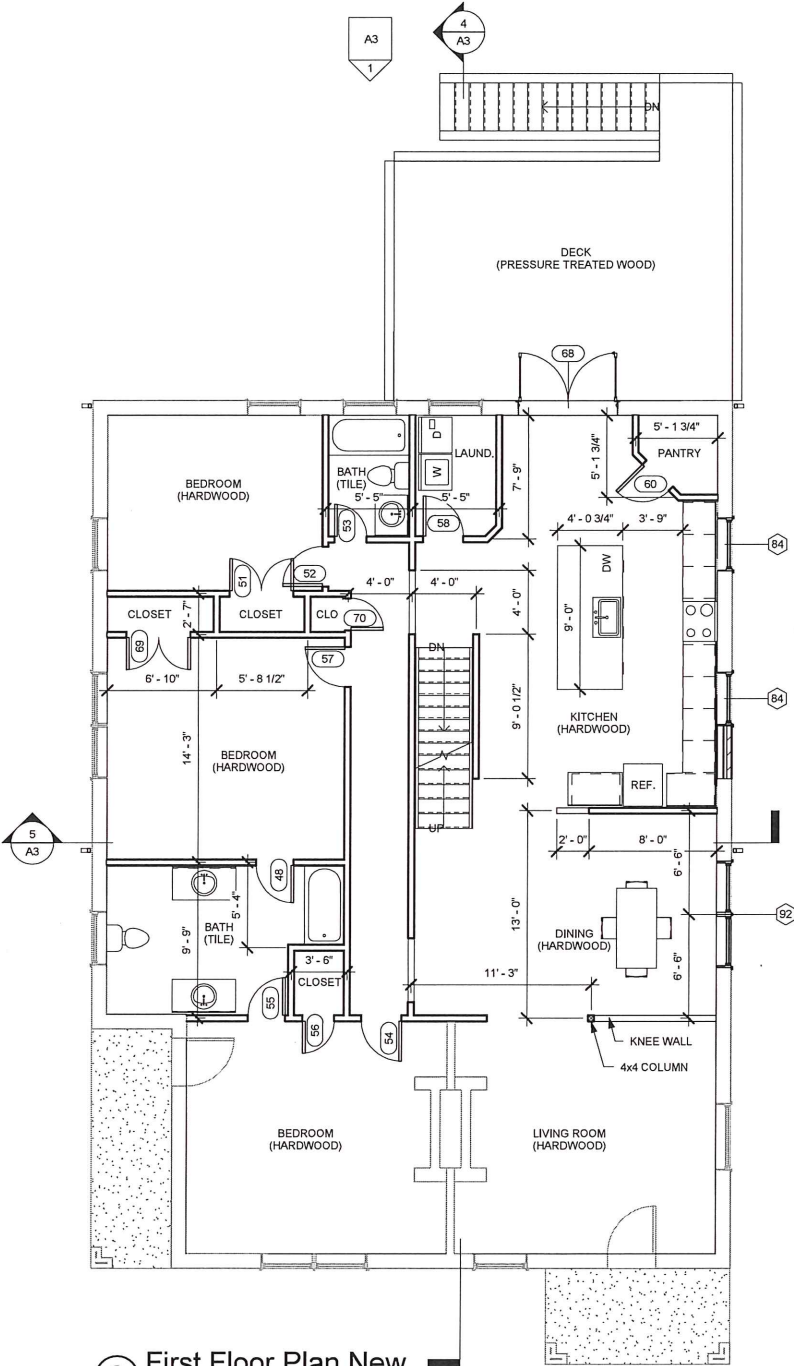 4
A3
A3
1
DN
DECK
(PRESSURE TREATED WOOD)
68
5' - 1 3/4"
PANTRY
D
LAUND.
W
BEDROOM
(HARDWOOD)
BATH
(TILE)
5' - 5"
5' - 5"
7' - 9"
5' - 1 3/4"
60
53
58
4' - 0 3/4"
3' - 9"
84
51
52
DW
4' - 0"
4' - 0"
4' - 0"
CLOSET
CLOSET
CLO
70
2' - 7"
9' - 0"
69
57
DN
6' - 10"
5' - 8 1/2"
84
9' - 0 1/2"
KITCHEN
(HARDWOOD)
14' - 3"
BEDROOM
(HARDWOOD)
REF.
5
A3
UP
2' - 0"
8' - 0"
6' - 6"
48
5' - 4"
92
BATH
(TILE)
9' - 9"
13' - 0"
DINING
(HARDWOOD)
3' - 6"
CLOSET
11' - 3"
6' - 6"
55
56
54
KNEE WALL
4x4 COLUMN
BEDROOM
(HARDWOOD)
LIVING ROOM
(HARDWOOD)
First Floor Plan New